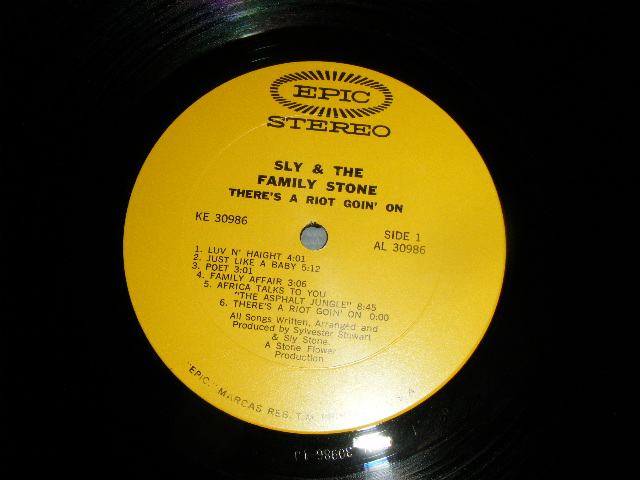 EPIC
STEREO
SLY & THE
FAMILY STONE
THERE'S A RIOT GOIN' ON
KE 30986
SIDE 1
AL 30986
1. LUV N' HAIGHT 4:01
2. JUST LIKE A BABY 5:12
3. POET 3:01
4. FAMILY AFFAIR 3:06
5. AFRICA TALKS TO YOU
"THE ASPHALT JUNGLE" 8:45
6. THERE'S A RIOT GOIN' ON 0:00
All Songs Written, Arranged and
Produced by Sylvester Stewart
& Sly Stone.
A Stone Flower
Production
"EPIC," MARCAS REG. T.M.